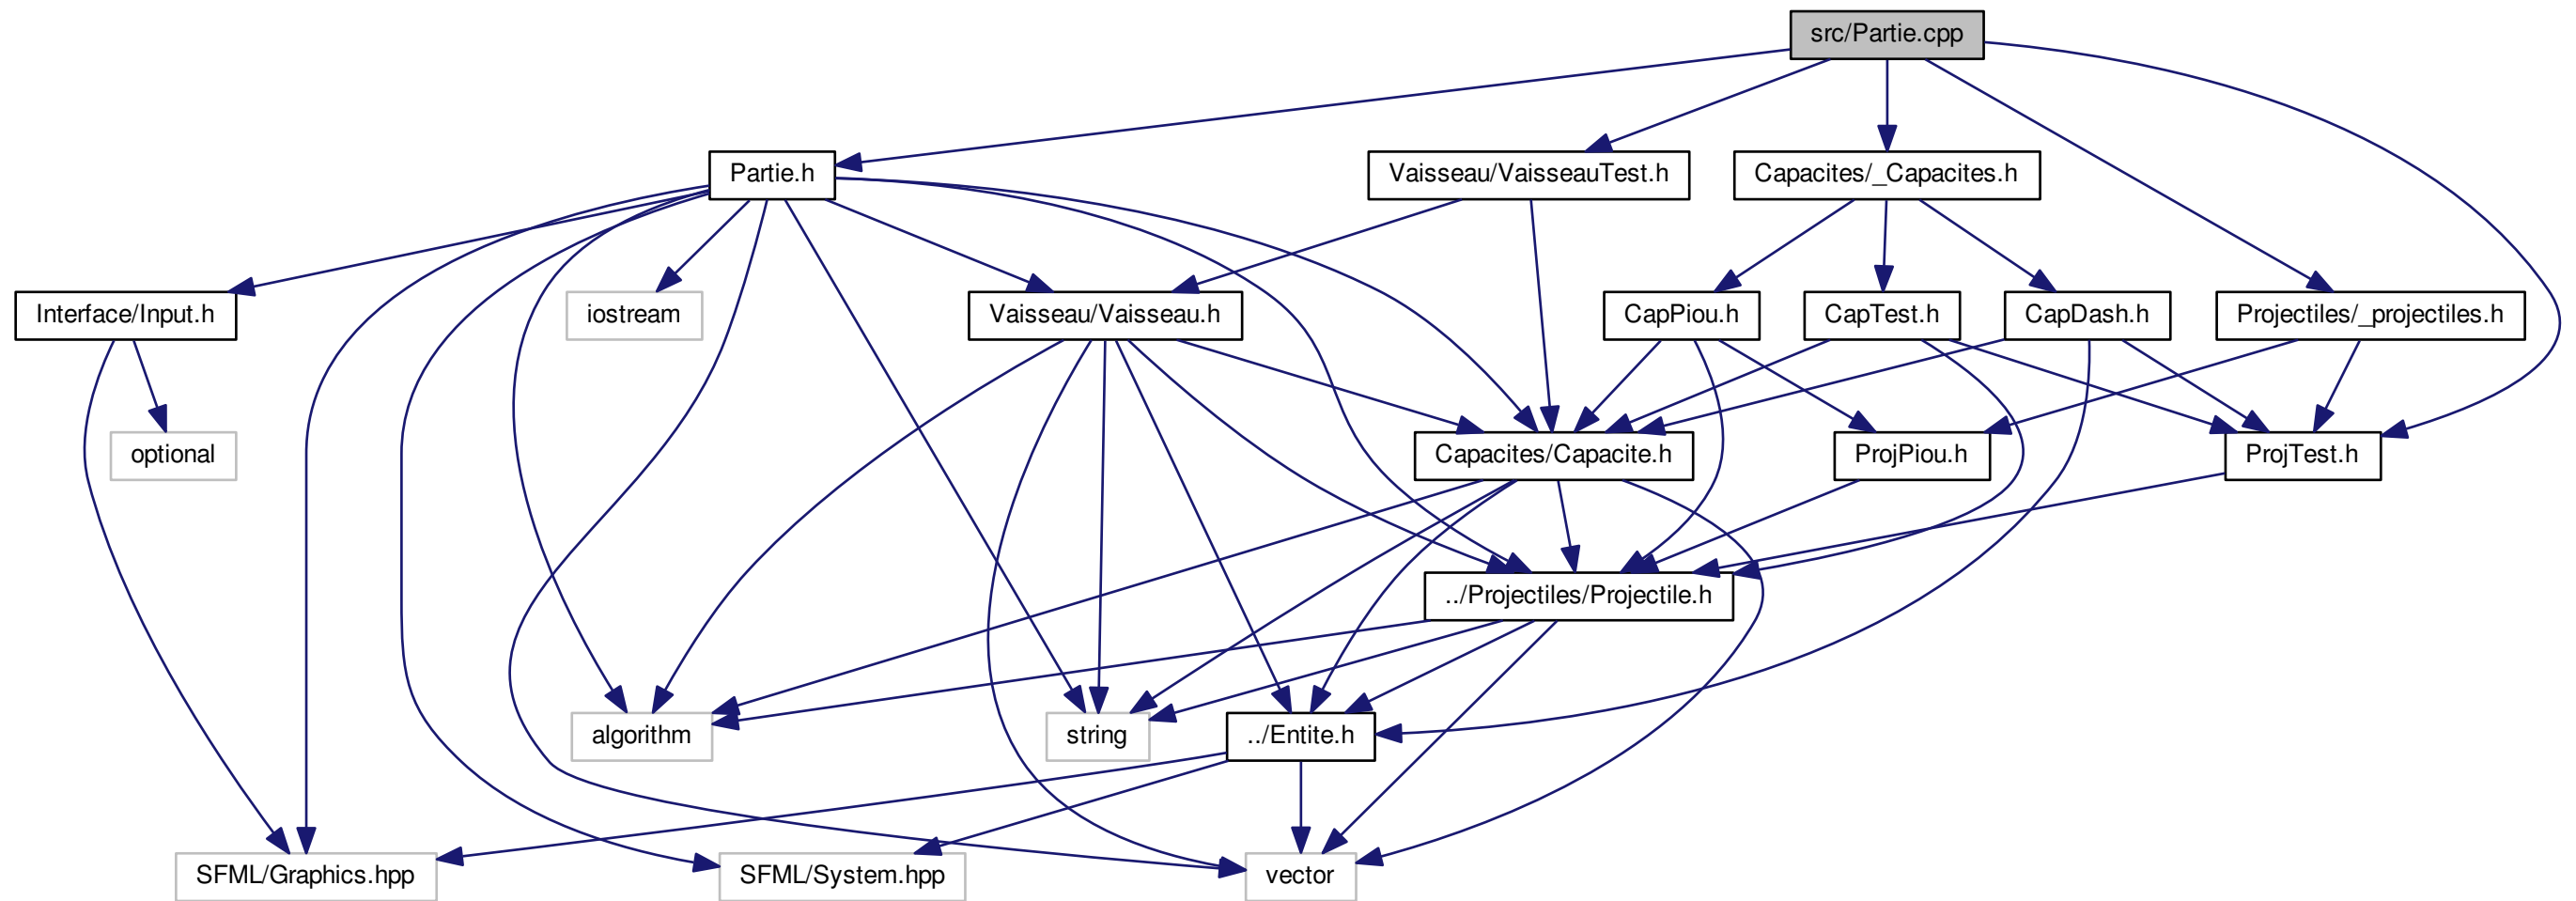 src/Partie.cpp
Partie.h
Vaisseau/VaisseauTest.h
Capacites/_Capacites.h
Interface/Input.h
iostream
Vaisseau/Vaisseau.h
CapPiou.h
CapTest.h
CapDash.h
Projectiles/_projectiles.h
optional
Capacites/Capacite.h
ProjPiou.h
ProjTest.h
../Projectiles/Projectile.h
algorithm
string
../Entite.h
SFML/Graphics.hpp
SFML/System.hpp
vector